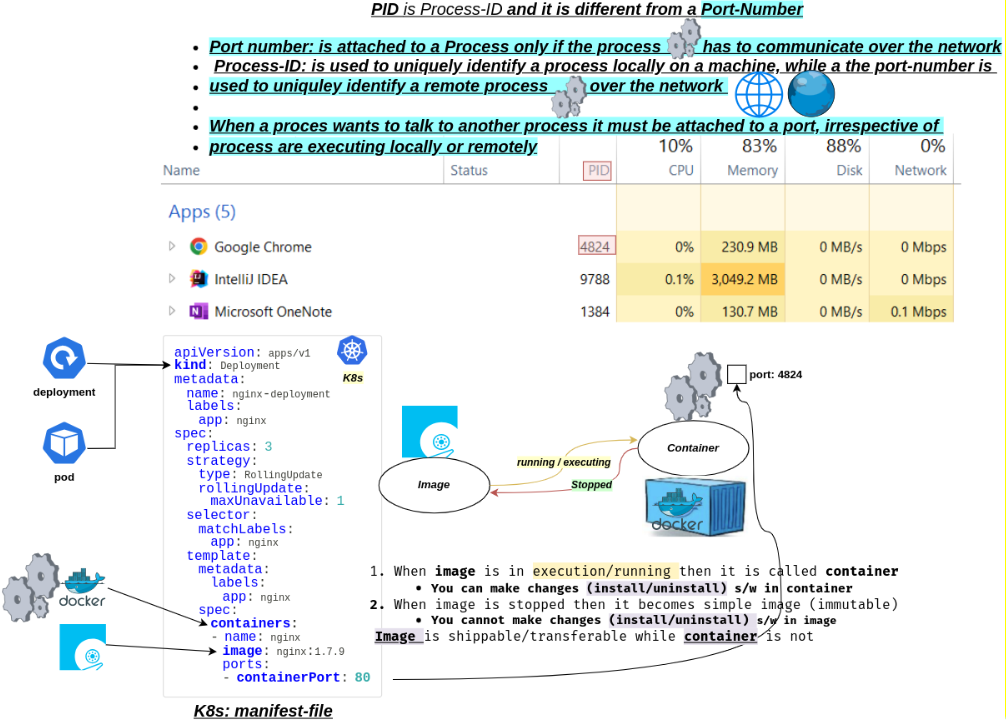 PID is Process-ID and it is different from a Port-Number
Port number: is attached to a Process only if the process has to communicate over the network
Process-ID: is used to uniquely identify a process locally on a machine, while a the port-number is
used to uniquley identify a remote process over the network
When a proces wants to talk to another process it must be attached to a port, irrespective of
process are executing locally or remotely
10% 83% 88% 0%
Name Status PID CPU Memory Disk Network
Apps (5)
Google Chrome 4824 0% 230.9 MB 0 MB/s 0 Mbps
IntelliJ IDEA 9788 0.1% 3,049.2 MB 0 MB/s 0 Mbps
Microsoft OneNote 1384 0% 130.7 MB 0 MB/s 0.1 Mbps
deployment
pod
docker
K8s
apiVersion: apps/v1
kind: Deployment
metadata:
name: nginx-deployment
labels:
app: nginx
spec:
replicas: 3
strategy:
type: RollingUpdate
rollingUpdate:
maxUnavailable: 1
selector:
matchLabels:
app: nginx
template:
metadata:
labels:
app: nginx
spec:
containers:
- name: nginx
image: nginx:1.7.9
ports:
- containerPort: 80
K8s: manifest-file
port: 4824
Container
running / executing
Image
Stopped
docker
1. When image is in execution/running then it is called container
You can make changes (install/uninstall) s/w in container
2. When image is stopped then it becomes simple image (immutable)
You cannot make changes (install/uninstall) s/w in image
Image is shippable/transferable while container is not